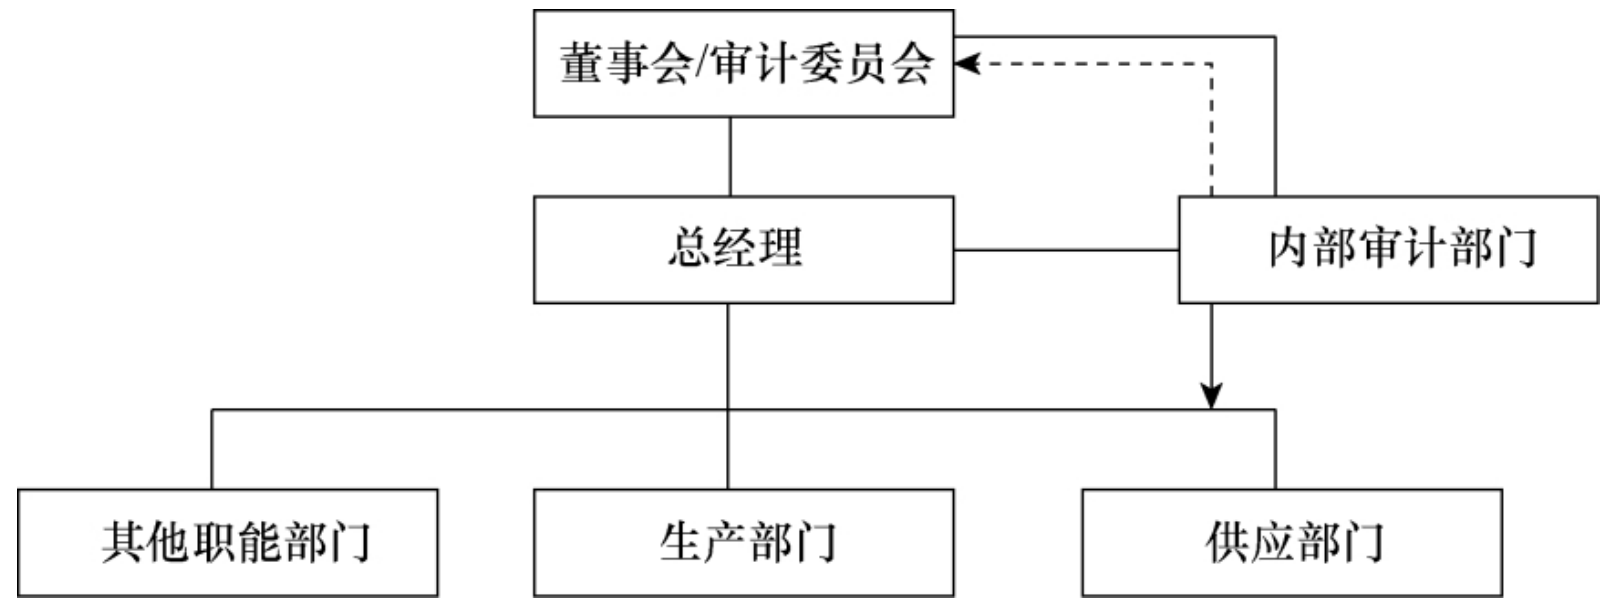 董事会/审计委员会
总经理
内部审计部门
其他职能部门
生产部门
供应部门